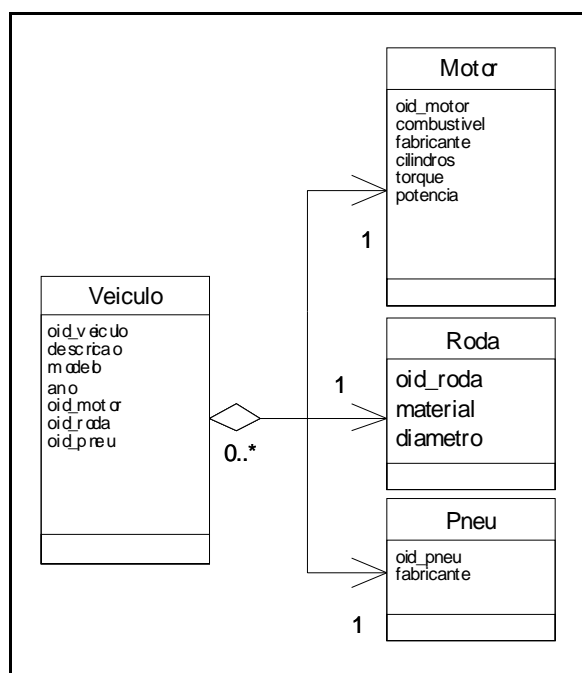 Motor
oid_motor
combustivel
fabricante
cilindros
torque
potencia
1
Veiculo
oid_veiculo
descricao
modelo
ano
oid_motor
oid_roda
oid_pneu
0..*
Roda
1
oid_roda
material
diametro
Pneu
oid_pneu
fabricante
1